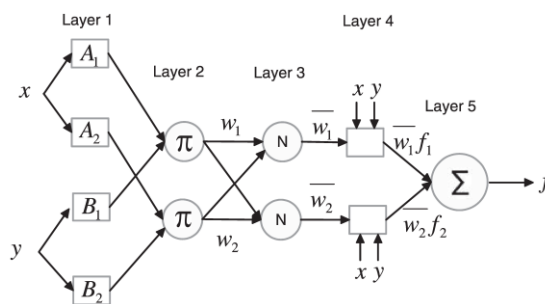 Layer 1
Layer 4
Layer 2
Layer 3
Layer 5
A₁
x
A₂
B₁
y
B₂
π
π
w₁
w₂
N
N
w̅₁
w̅₂
x y
x y
w̅₁f₁
w̅₂f₂
Σ